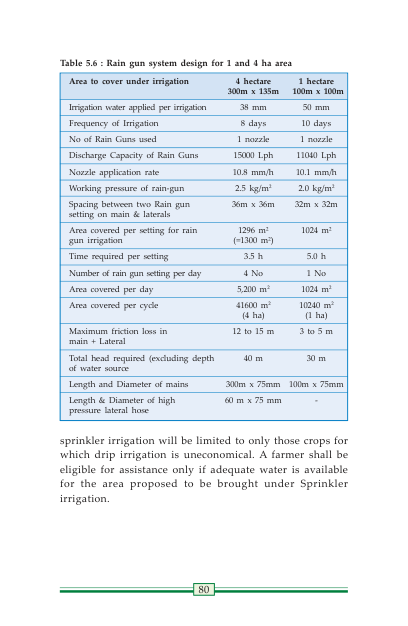 Table 5.6 : Rain gun system design for 1 and 4 ha area
Area to cover under irrigation 4 hectare 1 hectare
300m x 135m 100m x 100m
Irrigation water applied per irrigation 38 mm 50 mm
Frequency of Irrigation 8 days 10 days
No of Rain Guns used 1 nozzle 1 nozzle
Discharge Capacity of Rain Guns 15000 Lph 11040 Lph
Nozzle application rate 10.8 mm/h 10.1 mm/h
Working pressure of rain-gun 2.5 kg/m² 2.0 kg/m²
Spacing between two Rain gun 36m x 36m 32m x 32m
setting on main & laterals
Area covered per setting for rain 1296 m² 1024 m²
gun irrigation (=1300 m²)
Time required per setting 3.5 h 5.0 h
Number of rain gun setting per day 4 No 1 No
Area covered per day 5,200 m² 1024 m²
Area covered per cycle 41600 m² 10240 m²
(4 ha) (1 ha)
Maximum friction loss in 12 to 15 m 3 to 5 m
main + Lateral
Total head required (excluding depth 40 m 30 m
of water source
Length and Diameter of mains 300m x 75mm 100m x 75mm
Length & Diameter of high 60 m x 75 mm -
pressure lateral hose
sprinkler irrigation will be limited to only those crops for
which drip irrigation is uneconomical. A farmer shall be
eligible for assistance only if adequate water is available
for the area proposed to be brought under Sprinkler
irrigation.
80